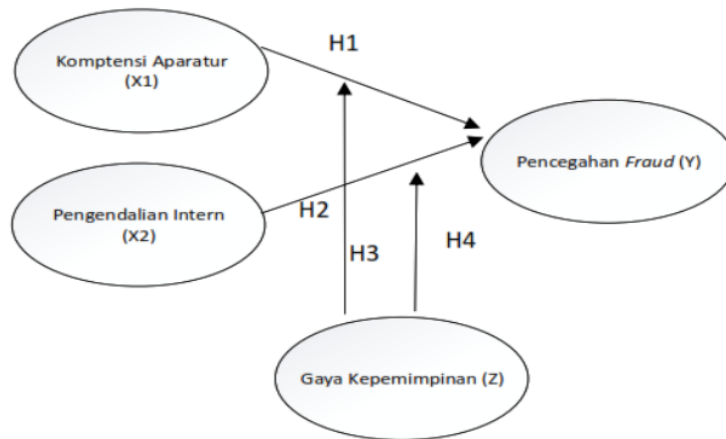 H1
Komptensi Aparatur
(X1)
Pencegahan Fraud (Y)
Pengendalian Intern
(X2)
H2
H3
H4
Gaya Kepemimpinan (Z)